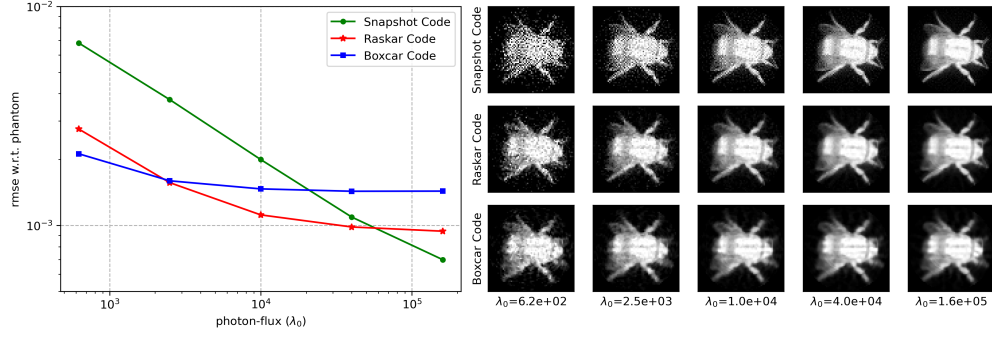 10⁻²
10⁻³
rmse w.r.t. phantom
10³
10⁴
10⁵
photon-flux (λ₀)
Snapshot Code
Raskar Code
Boxcar Code
Snapshot Code
Raskar Code
Boxcar Code
λ₀=6.2e+02
λ₀=2.5e+03
λ₀=1.0e+04
λ₀=4.0e+04
λ₀=1.6e+05